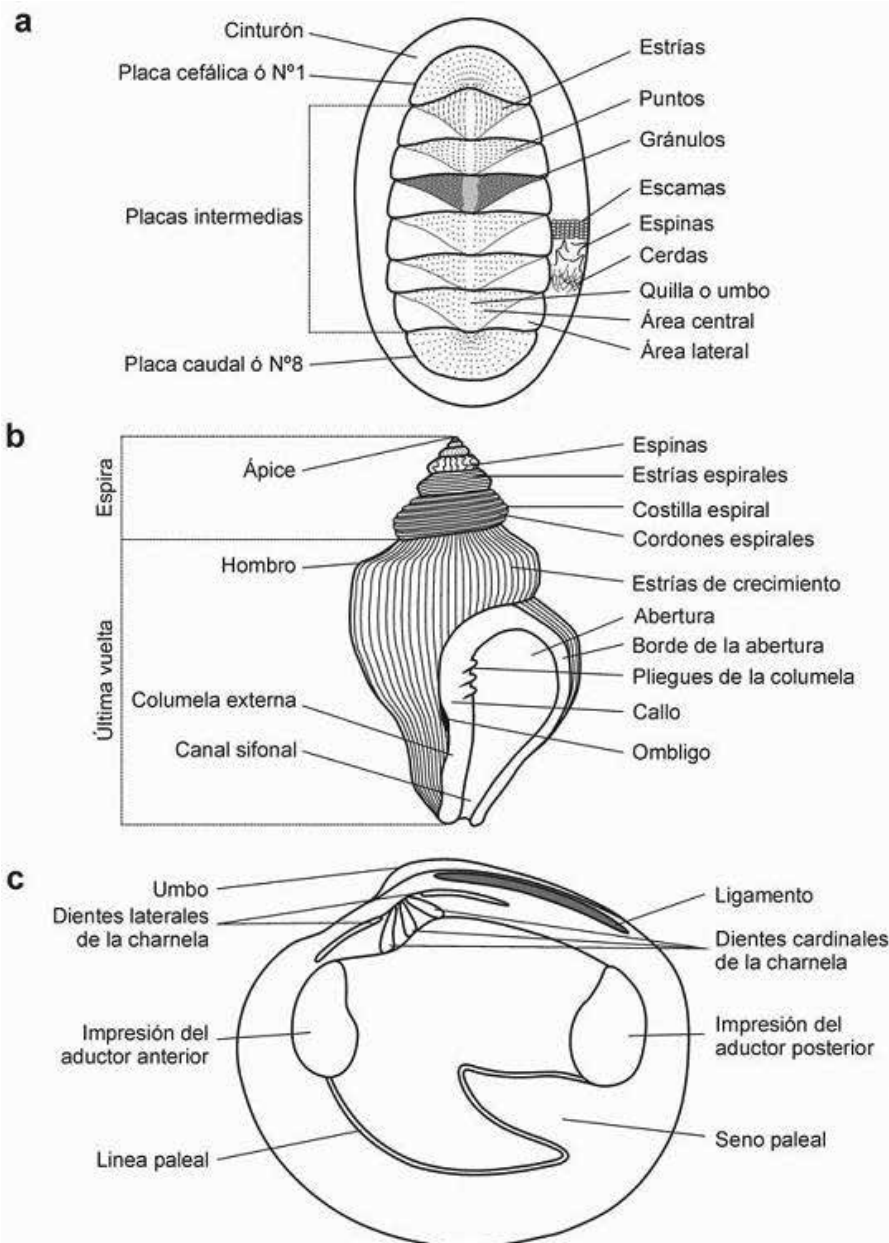 a
Cinturón
Placa cefálica ó Nº1
Placas intermedias
Placa caudal ó Nº8
Estrías
Puntos
Gránulos
Escamas
Espinas
Cerdas
Quilla o umbo
Área central
Área lateral
b
Espira
Última vuelta
Ápice
Hombro
Columela externa
Canal sifonal
Espinas
Estrías espirales
Costilla espiral
Cordones espirales
Estrías de crecimiento
Abertura
Borde de la abertura
Pliegues de la columela
Callo
Ombligo
c
Umbo
Dientes laterales
de la charnela
Impresión del
aductor anterior
Linea paleal
Ligamento
Dientes cardinales
de la charnela
Impresión del
aductor posterior
Seno paleal